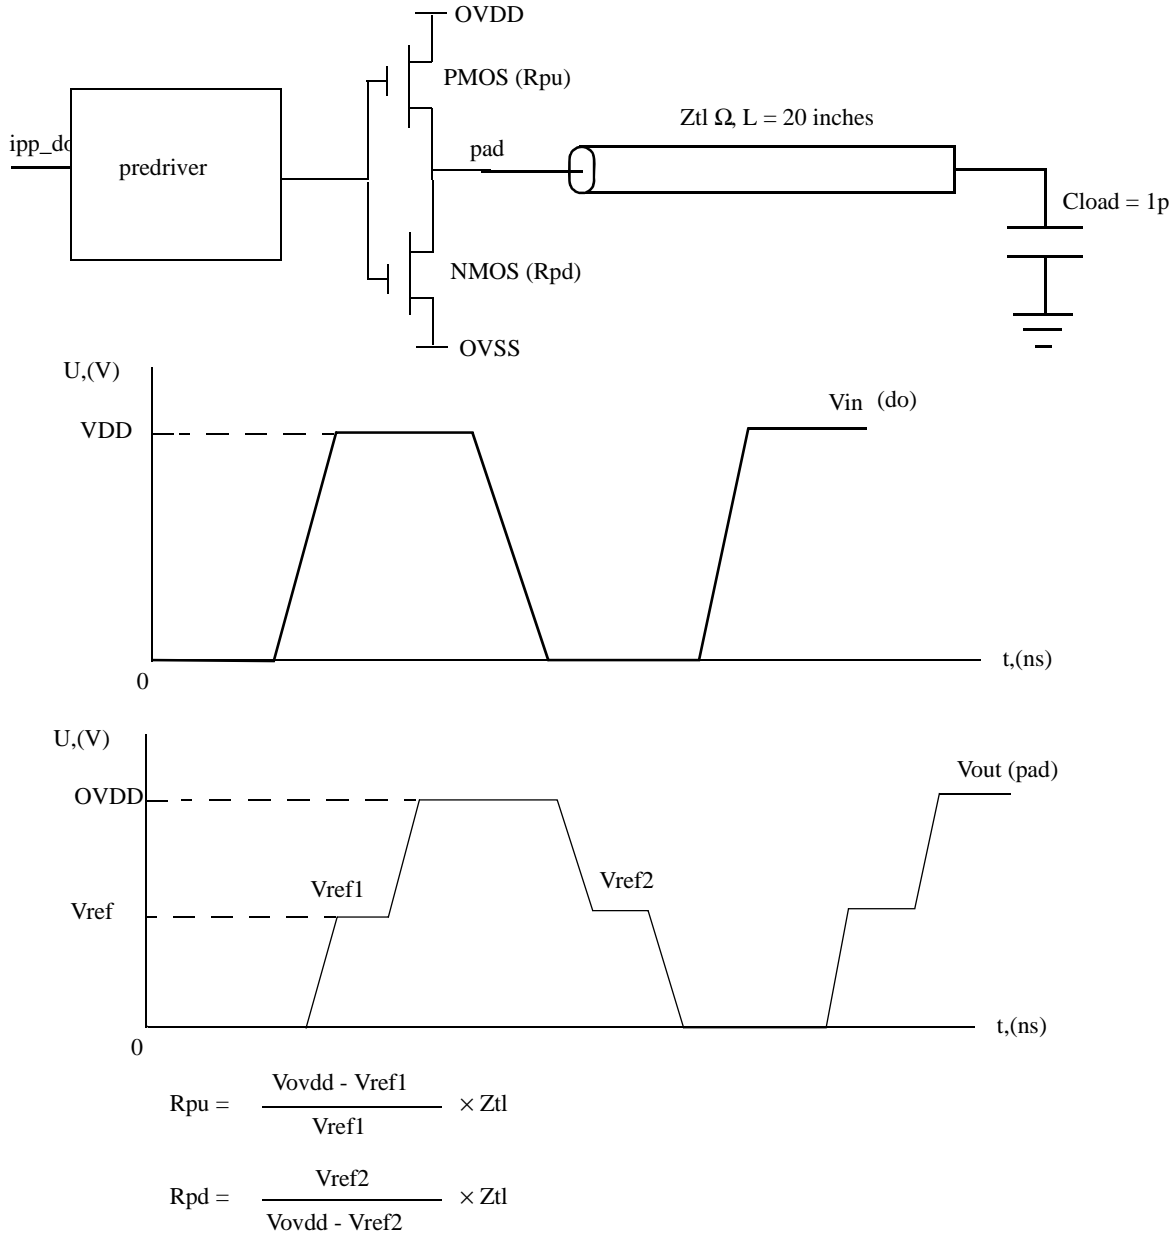 OVDD
PMOS (Rpu)
Ztl Ω, L = 20 inches
ipp_do
predriver
pad
Cload = 1p
NMOS (Rpd)
OVSS
U,(V)
Vin (do)
VDD
t,(ns)
0
U,(V)
Vout (pad)
OVDD
Vref1
Vref2
Vref
t,(ns)
0
Vovdd - Vref1
Rpu = × Ztl
Vref1
Vref2
Rpd = × Ztl
Vovdd - Vref2